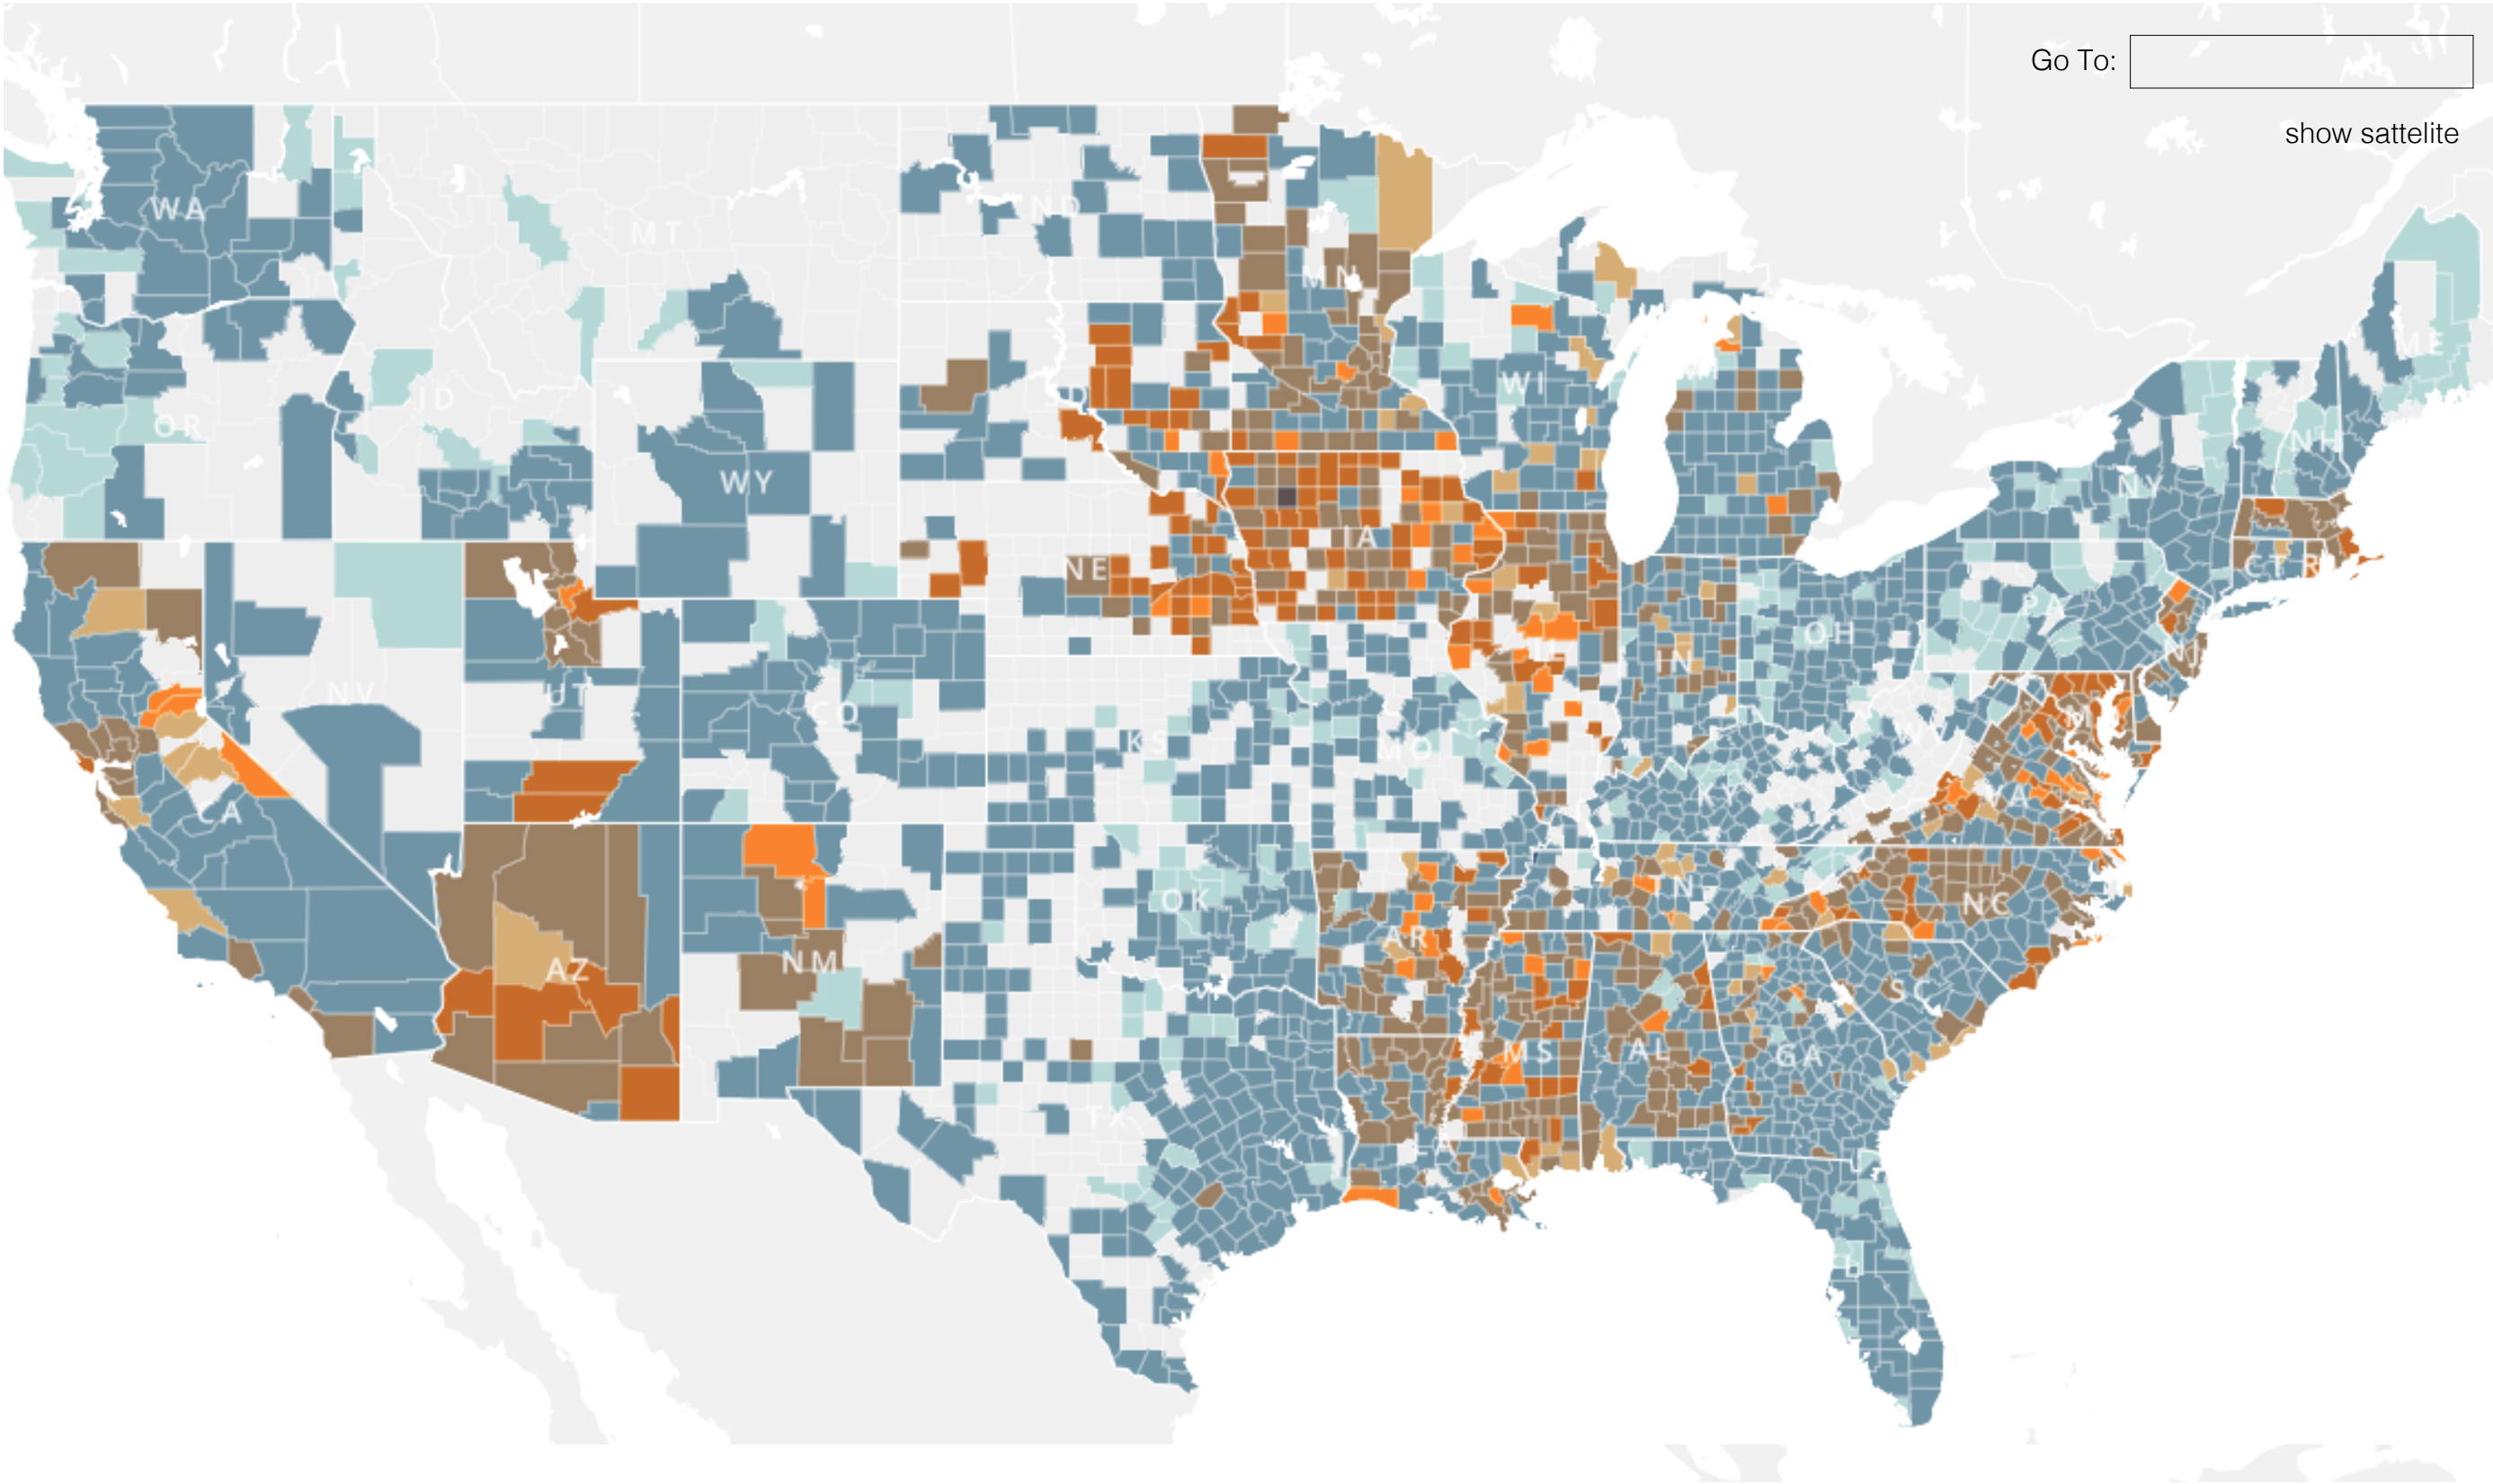 Go To:
show sattelite
WA
ND
MT
MN
ME
WI
ID
SD
OR
NH
WY
NY
IA
NE
CT RI
PA
OH
IN
NV
UT
CO
KS
MO
WV
NJ
CA
KY
VA
OK
NC
TN
AR
NM
AZ
SC
MS
AL
GA
TX